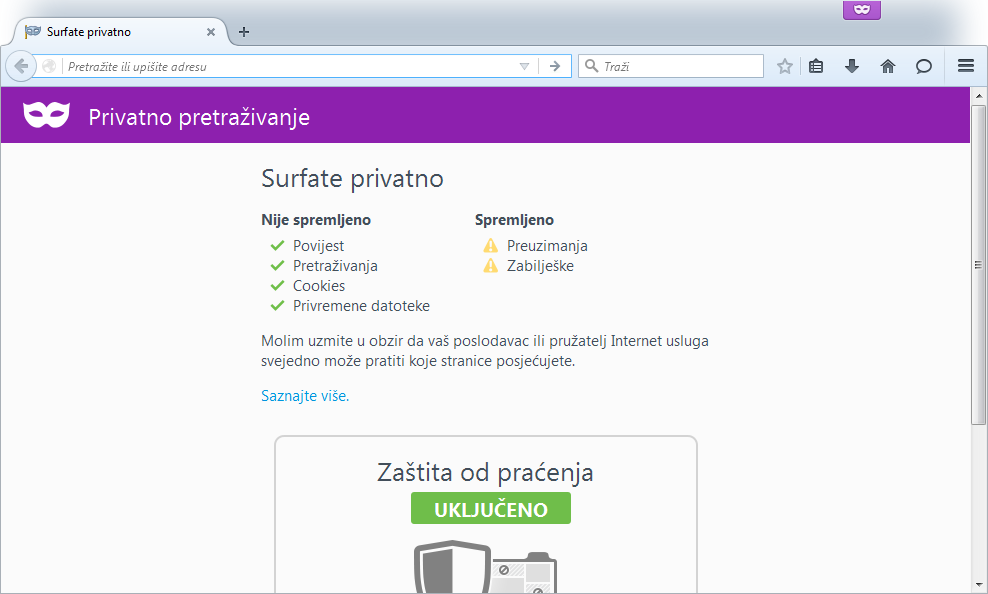 Surfate privatno
Pretražite ili upišite adresu
Traži
Privatno pretraživanje
Surfate privatno
Nije spremljeno
Spremljeno
Povijest
Preuzimanja
Pretraživanja
Zabilješke
Cookies
Privremene datoteke
Molim uzmite u obzir da vaš poslodavac ili pružatelj Internet usluga
svejedno može pratiti koje stranice posjećujete.
Saznajte više.
Zaštita od praćenja
UKLJUČENO